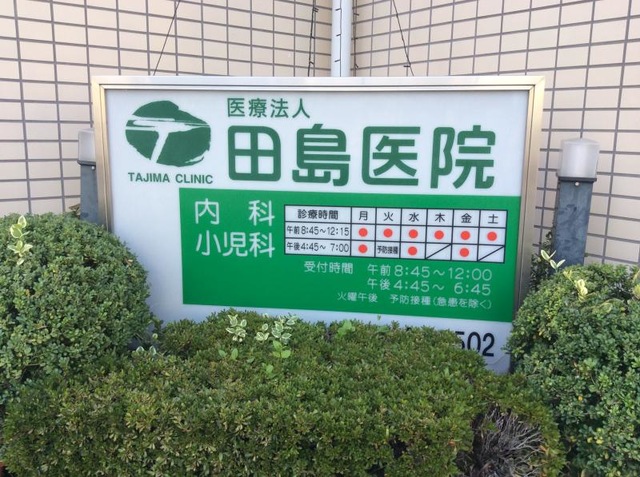 医療法人
田島医院
TAJIMA CLINIC
内科
小児科
診療時間 月 火 水 木 金 土
午前 8:45～12:15 ● ● ● ● ● ●
午後 4:45～ 7:00 ● 予防接種 ● ／ ● ／
受付時間 午前 8:45～12:00
午後 4:45～ 6:45
火曜午後 予防接種(急患を除く)
502